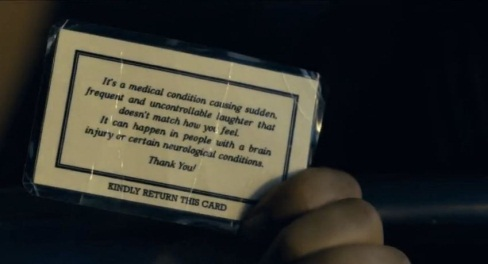 It's a medical condition causing sudden,
frequent and uncontrollable laughter that
doesn't match how you feel.
It can happen in people with a brain
injury or certain neurological conditions.
Thank You!
KINDLY RETURN THIS CARD